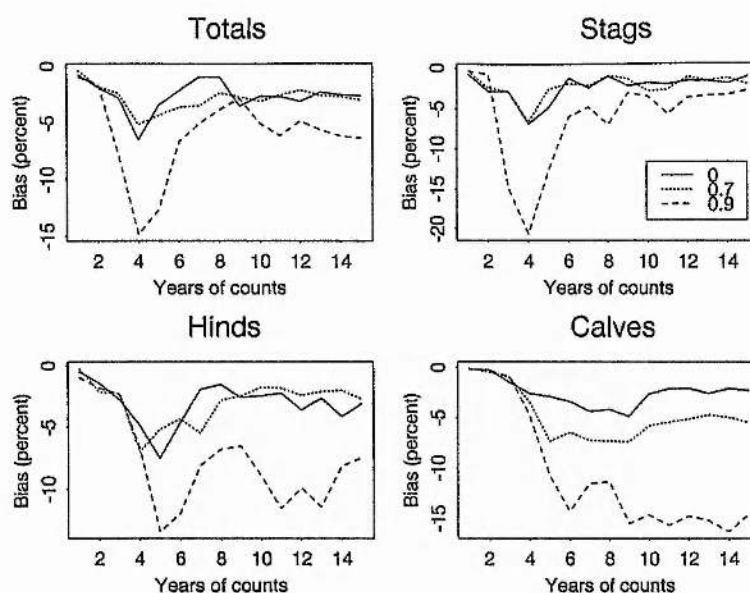 Totals
Stags
0
-5
-10
-15
Bias (percent)
2 4 6 8 10 12 14
Years of counts
0
-5
-10
-15
-20
Bias (percent)
0
0.7
0.9
2 4 6 8 10 12 14
Years of counts
Hinds
Calves
0
-5
-10
Bias (percent)
2 4 6 8 10 12 14
Years of counts
0
-5
-10
-15
Bias (percent)
2 4 6 8 10 12 14
Years of counts